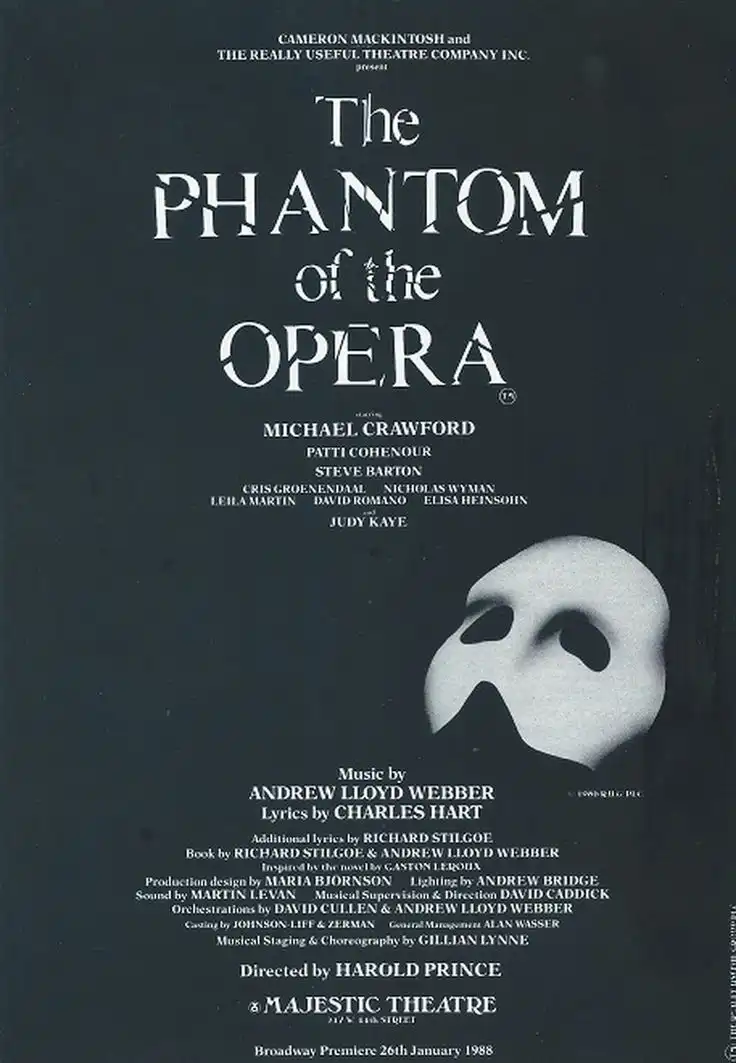 CAMERON MACKINTOSH and
THE REALLY USEFUL THEATRE COMPANY INC.
present
The
PHANTOM
of the
OPERA
TM
starring
MICHAEL CRAWFORD
PATTI COHENOUR
STEVE BARTON
CRIS GROENENDAAL NICHOLAS WYMAN
LEILA MARTIN DAVID ROMANO ELISA HEINSOHN
and
JUDY KAYE
Music by
ANDREW LLOYD WEBBER
Lyrics by CHARLES HART
Additional lyrics by RICHARD STILGOE
Book by RICHARD STILGOE & ANDREW LLOYD WEBBER
Inspired by the novel by GASTON LEROUX
Production design by MARIA BJORNSON Lighting by ANDREW BRIDGE
Sound by MARTIN LEVAN Musical Supervision & Direction DAVID CADDICK
Orchestrations by DAVID CULLEN & ANDREW LLOYD WEBBER
Casting by JOHNSON-LIFF & ZERMAN General Management ALAN WASSER
Musical Staging & Choreography by GILLIAN LYNNE
Directed by HAROLD PRINCE
MAJESTIC THEATRE
STREET
Broadway Premiere 26th January 1988